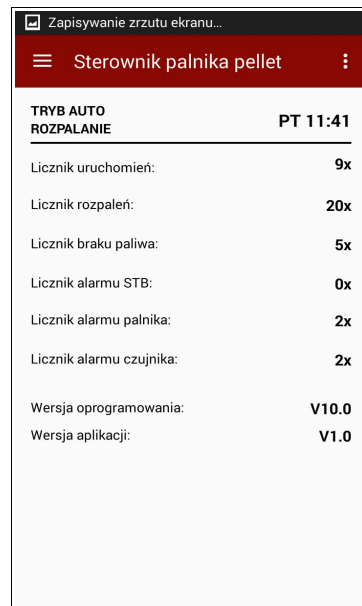 Zapisywanie zrzutu ekranu...
Sterownik palnika pellet
TRYB AUTO
ROZPALANIE
PT 11:41
Licznik uruchomień: 9x
Licznik rozpaleń: 20x
Licznik braku paliwa: 5x
Licznik alarmu STB: 0x
Licznik alarmu palnika: 2x
Licznik alarmu czujnika: 2x
Wersja oprogramowania: V10.0
Wersja aplikacji: V1.0